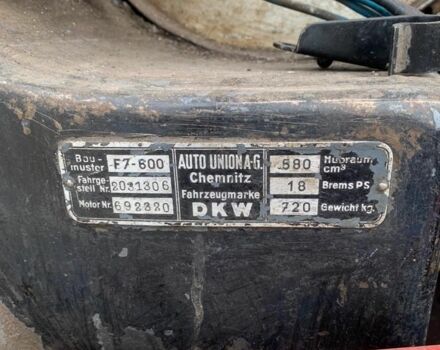 Bau-
muster F7-600
Fahrge-
stell Nr. 2031306
Motor Nr. 692320
AUTO UNION A-G.
Chemnitz
Fahrzeugmarke
DKW
580 Hubraum
cm³
18 Brems PS
720 Gewicht kg.